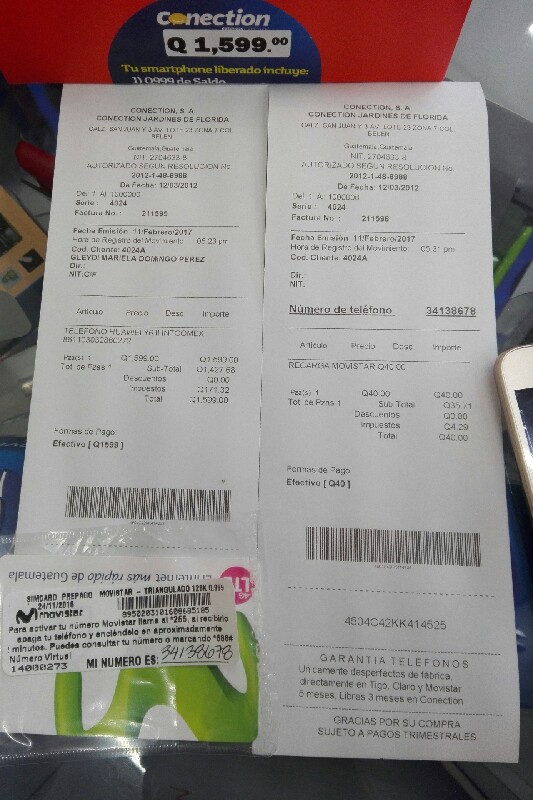 Conection
Q 1,599.00
Tu smartphone liberado incluye:
1) Q999 de Saldo
CONECTION, S. A.
CONECTION JARDINES DE FLORIDA
CALZ. SAN JUAN Y 3 AV. LOTE 23 ZONA 7 COL.
BELEN
Guatemala, Guatemala
NIT: 2704633-8
AUTORIZADO SEGUN RESOLUCION No.
2012-1-48-8988
De Fecha: 12/03/2012
Del: 1 Al: 1000000
Serie : 4024
Factura No : 211595
Fecha Emisión: 11/Febrero/2017
Hora de Registro del Movimiento: 05:23 pm
Cod. Cliente: 4024A
GLEYDI MARIELA DOMINGO PEREZ
Dir.:
NIT:C/F
Articulo Precio Desc Importe
TELEFONO HUAWEI Y6 II INTCOMEX
Pza(s) 1 Q1,599.00 Q1,599.00
Tot. de Pzas 1 Sub-Total Q1,427.68
Descuentos Q0.00
Impuestos Q171.32
Total Q1,599.00
Formas de Pago
Efectivo [ Q1599 ]
CONECTION, S. A.
CONECTION JARDINES DE FLORIDA
CALZ. SAN JUAN Y 3 AV. LOTE 23 ZONA 7 COL.
BELEN
Guatemala, Guatemala
NIT: 2704633-8
AUTORIZADO SEGUN RESOLUCION No.
2012-1-48-8988
De Fecha: 12/03/2012
Del: 1 Al: 1000000
Serie : 4024
Factura No : 211598
Fecha Emisión: 11/Febrero/2017
Hora de Registro del Movimiento: 05:31 pm
Cod. Cliente: 4024A
Dir.:
NIT:
Número de teléfono 34138678
Articulo Precio Desc Importe
RECARGA MOVISTAR Q40.00
Pza(s) 1 Q40.00 Q40.00
Tot. de Pzas 1 Sub-Total Q35.71
Descuentos Q0.00
Impuestos Q4.29
Total Q40.00
Formas de Pago
Efectivo [ Q40 ]
4504C42KK414525
GARANTIA TELEFONOS
Unicamente desperfectos de fábrica,
directamente en Tigo, Claro y Movistar
6 meses, Libres 3 meses en Conection
GRACIAS POR SU COMPRA
SUJETO A PAGOS TRIMESTRALES
internet más rápido de Guatemala
4G
LTE
SIMCARD PREPAGO MOVISTAR - TRIANGULADO 128K 0.995
24/11/2016
movistar
Para activar tu número Movistar llama al *265, al recibirlo
apaga tu teléfono y enciéndelo en aproximadamente
minutos. Puedes consultar tu número o marcando *888#
Número Virtual
14080273 MI NUMERO ES: 34138678